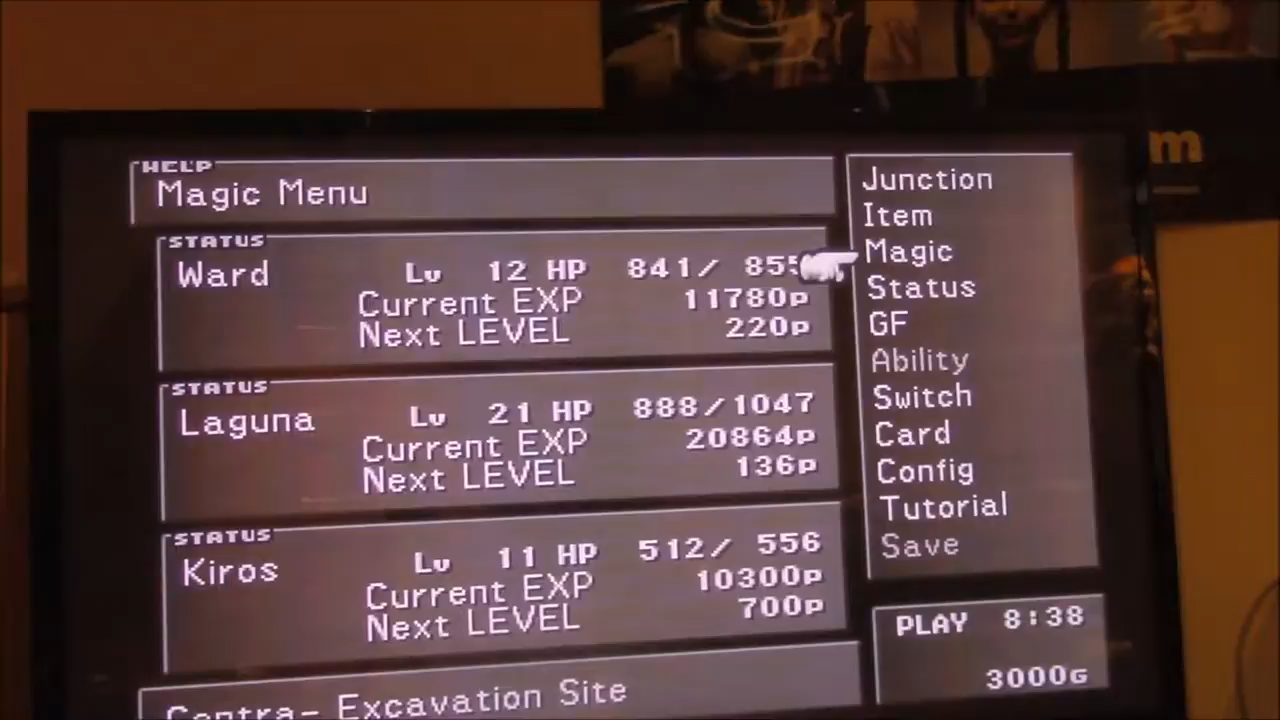 HELP
Magic Menu
STATUS
Ward Lv 12 HP 841/ 855
Current EXP 11780p
Next LEVEL 220p
STATUS
Laguna Lv 21 HP 888/1047
Current EXP 20864p
Next LEVEL 136p
STATUS
Kiros Lv 11 HP 512/ 556
Current EXP 10300p
Next LEVEL 700p
Centra- Excavation Site
Junction
Item
Magic
Status
GF
Ability
Switch
Card
Config
Tutorial
Save
PLAY 8:38
3000G
m